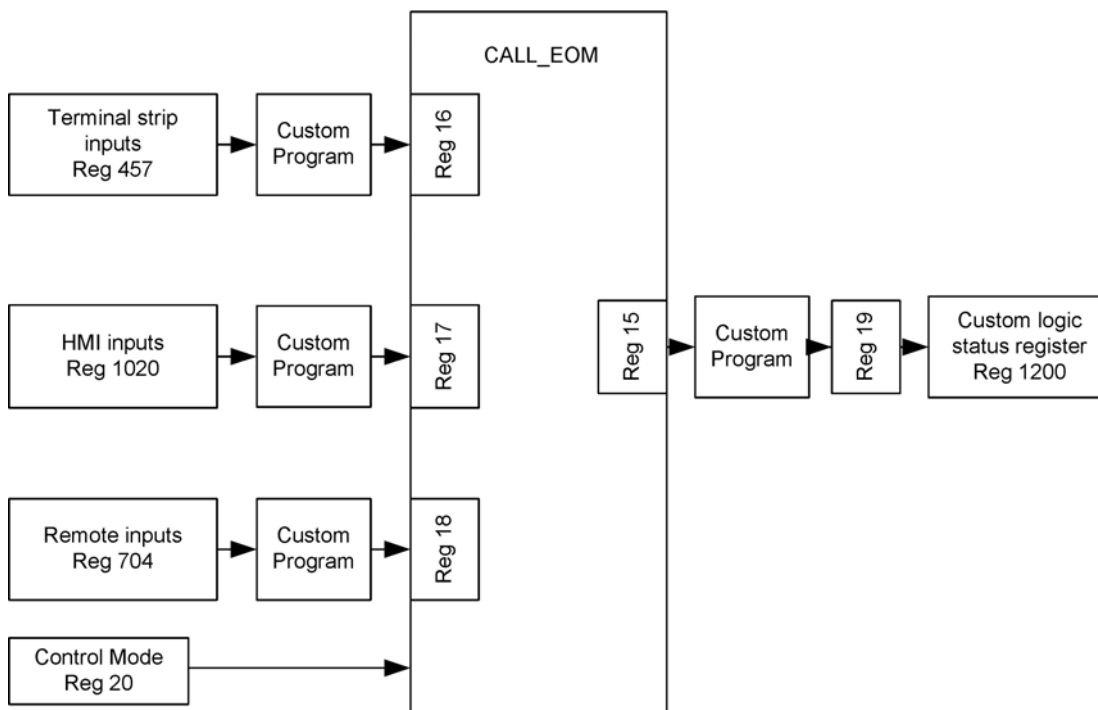 CALL_EOM
Terminal strip
inputs
Reg 457
Custom
Program
Reg 16
HMI inputs
Reg 1020
Custom
Program
Reg 17
Reg 15
Custom
Program
Reg 19
Custom logic
status register
Reg 1200
Remote inputs
Reg 704
Custom
Program
Reg 18
Control Mode
Reg 20